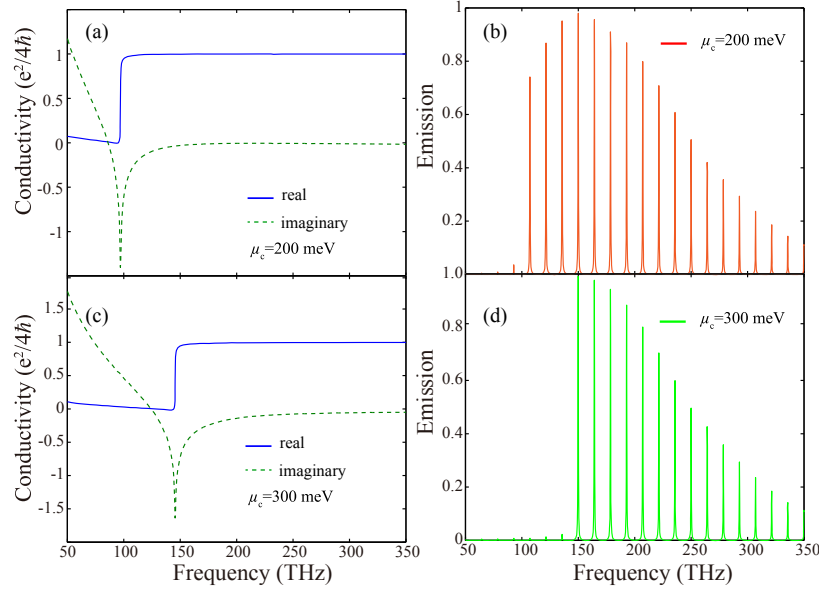 (a)
Conductivity (e²/4ħ)
1
0.5
0
-0.5
-1
real
imaginary
μc=200 meV
(b)
Emission
1
0.8
0.6
0.4
0.2
μc=200 meV
(c)
Conductivity (e²/4ħ)
1.5
1
0.5
0
-0.5
-1
-1.5
real
imaginary
μc=300 meV
50 100 150 200 250 300 350
Frequency (THz)
(d)
Emission
1.0
0.8
0.6
0.4
0.2
0
μc=300 meV
50 100 150 200 250 300 350
Frequency (THz)